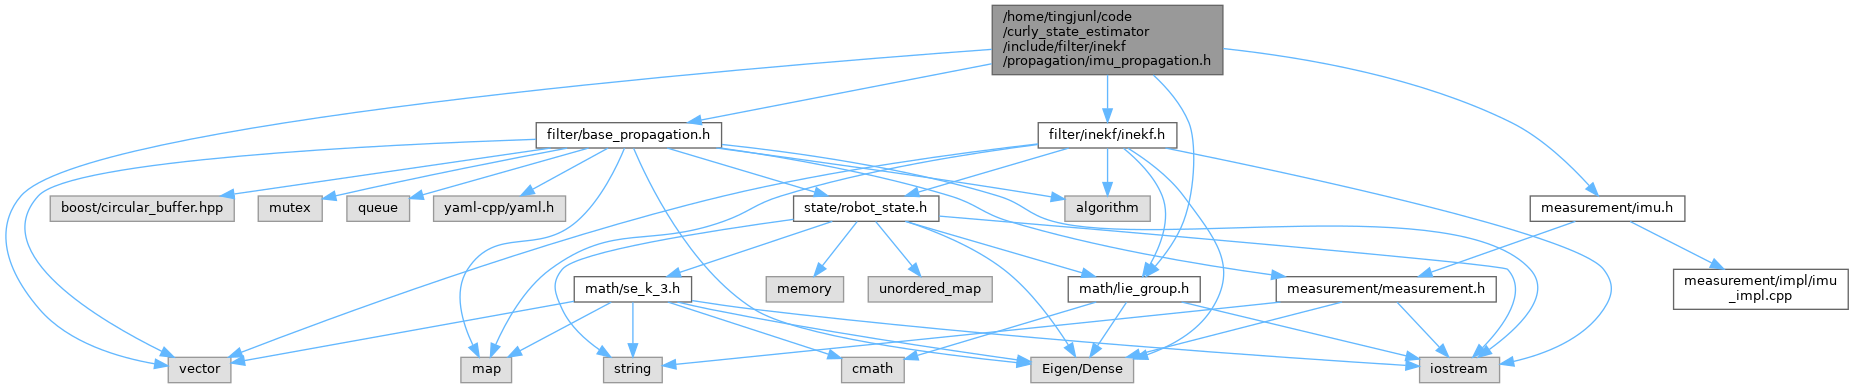 /home/tingjunl/code
/curly_state_estimator
/include/filter/inekf
/propagation/imu_propagation.h
filter/base_propagation.h
filter/inekf/inekf.h
boost/circular_buffer.hpp
mutex
queue
yaml-cpp/yaml.h
state/robot_state.h
algorithm
measurement/imu.h
math/se_k_3.h
memory
unordered_map
math/lie_group.h
measurement/measurement.h
measurement/impl/imu
_impl.cpp
vector
map
string
cmath
Eigen/Dense
iostream